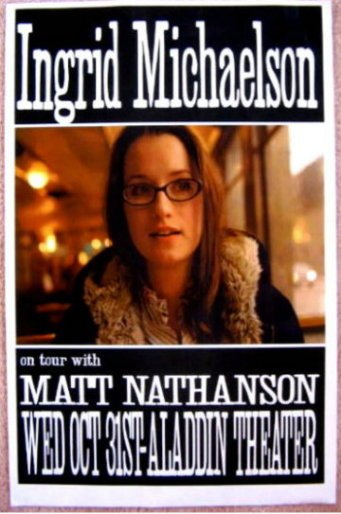 Ingrid Michaelson
on tour with
MATT NATHANSON
WED OCT 31ST-ALADDIN THEATER